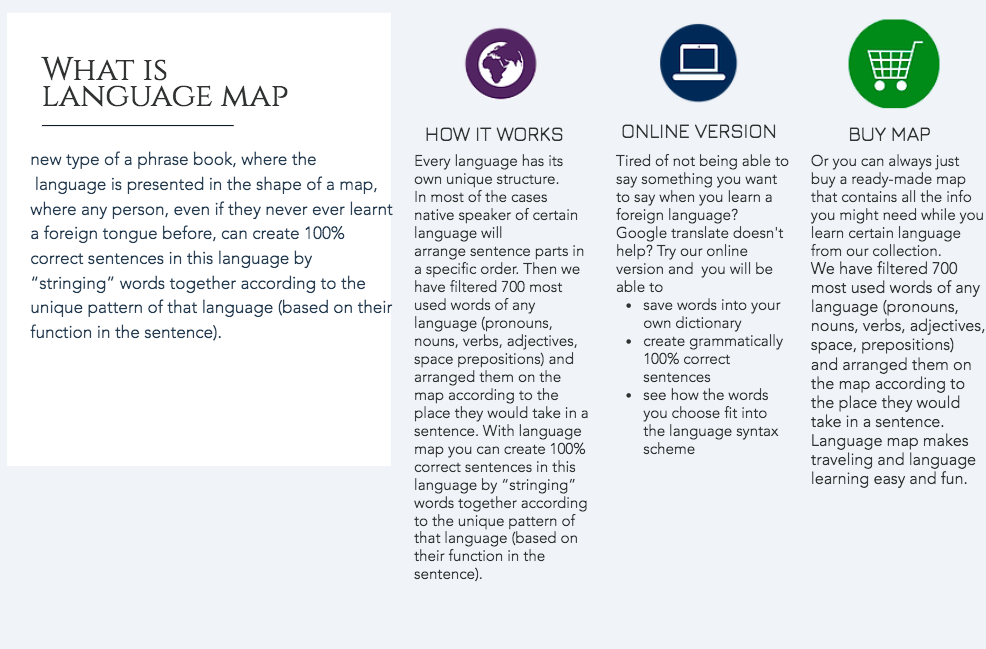 WHAT IS
LANGUAGE MAP
new type of a phrase book, where the
language is presented in the shape of a map,
where any person, even if they never ever learnt
a foreign tongue before, can create 100%
correct sentences in this language by
“stringing” words together according to the
unique pattern of that language (based on their
function in the sentence).
HOW IT WORKS
Every language has its
own unique structure.
In most of the cases
native speaker of certain
language will
arrange sentence parts in
a specific order. Then we
have filtered 700 most
used words of any
language (pronouns,
nouns, verbs, adjectives,
space prepositions) and
arranged them on the
map according to the
place they would take in a
sentence. With language
map you can create 100%
correct sentences in this
language by “stringing”
words together according
to the unique pattern of
that language (based on
their function in the
sentence).
ONLINE VERSION
Tired of not being able to
say something you want
to say when you learn a
foreign language?
Google translate doesn't
help? Try our online
version and you will be
able to
• save words into your
own dictionary
• create grammatically
100% correct
sentences
• see how the words
you choose fit into
the language syntax
scheme
BUY MAP
Or you can always just
buy a ready-made map
that contains all the info
you might need while you
learn certain language
from our collection.
We have filtered 700
most used words of any
language (pronouns,
nouns, verbs, adjectives,
space, prepositions)
and arranged them on
the map according to
the place they would
take in a sentence.
Language map makes
traveling and language
learning easy and fun.